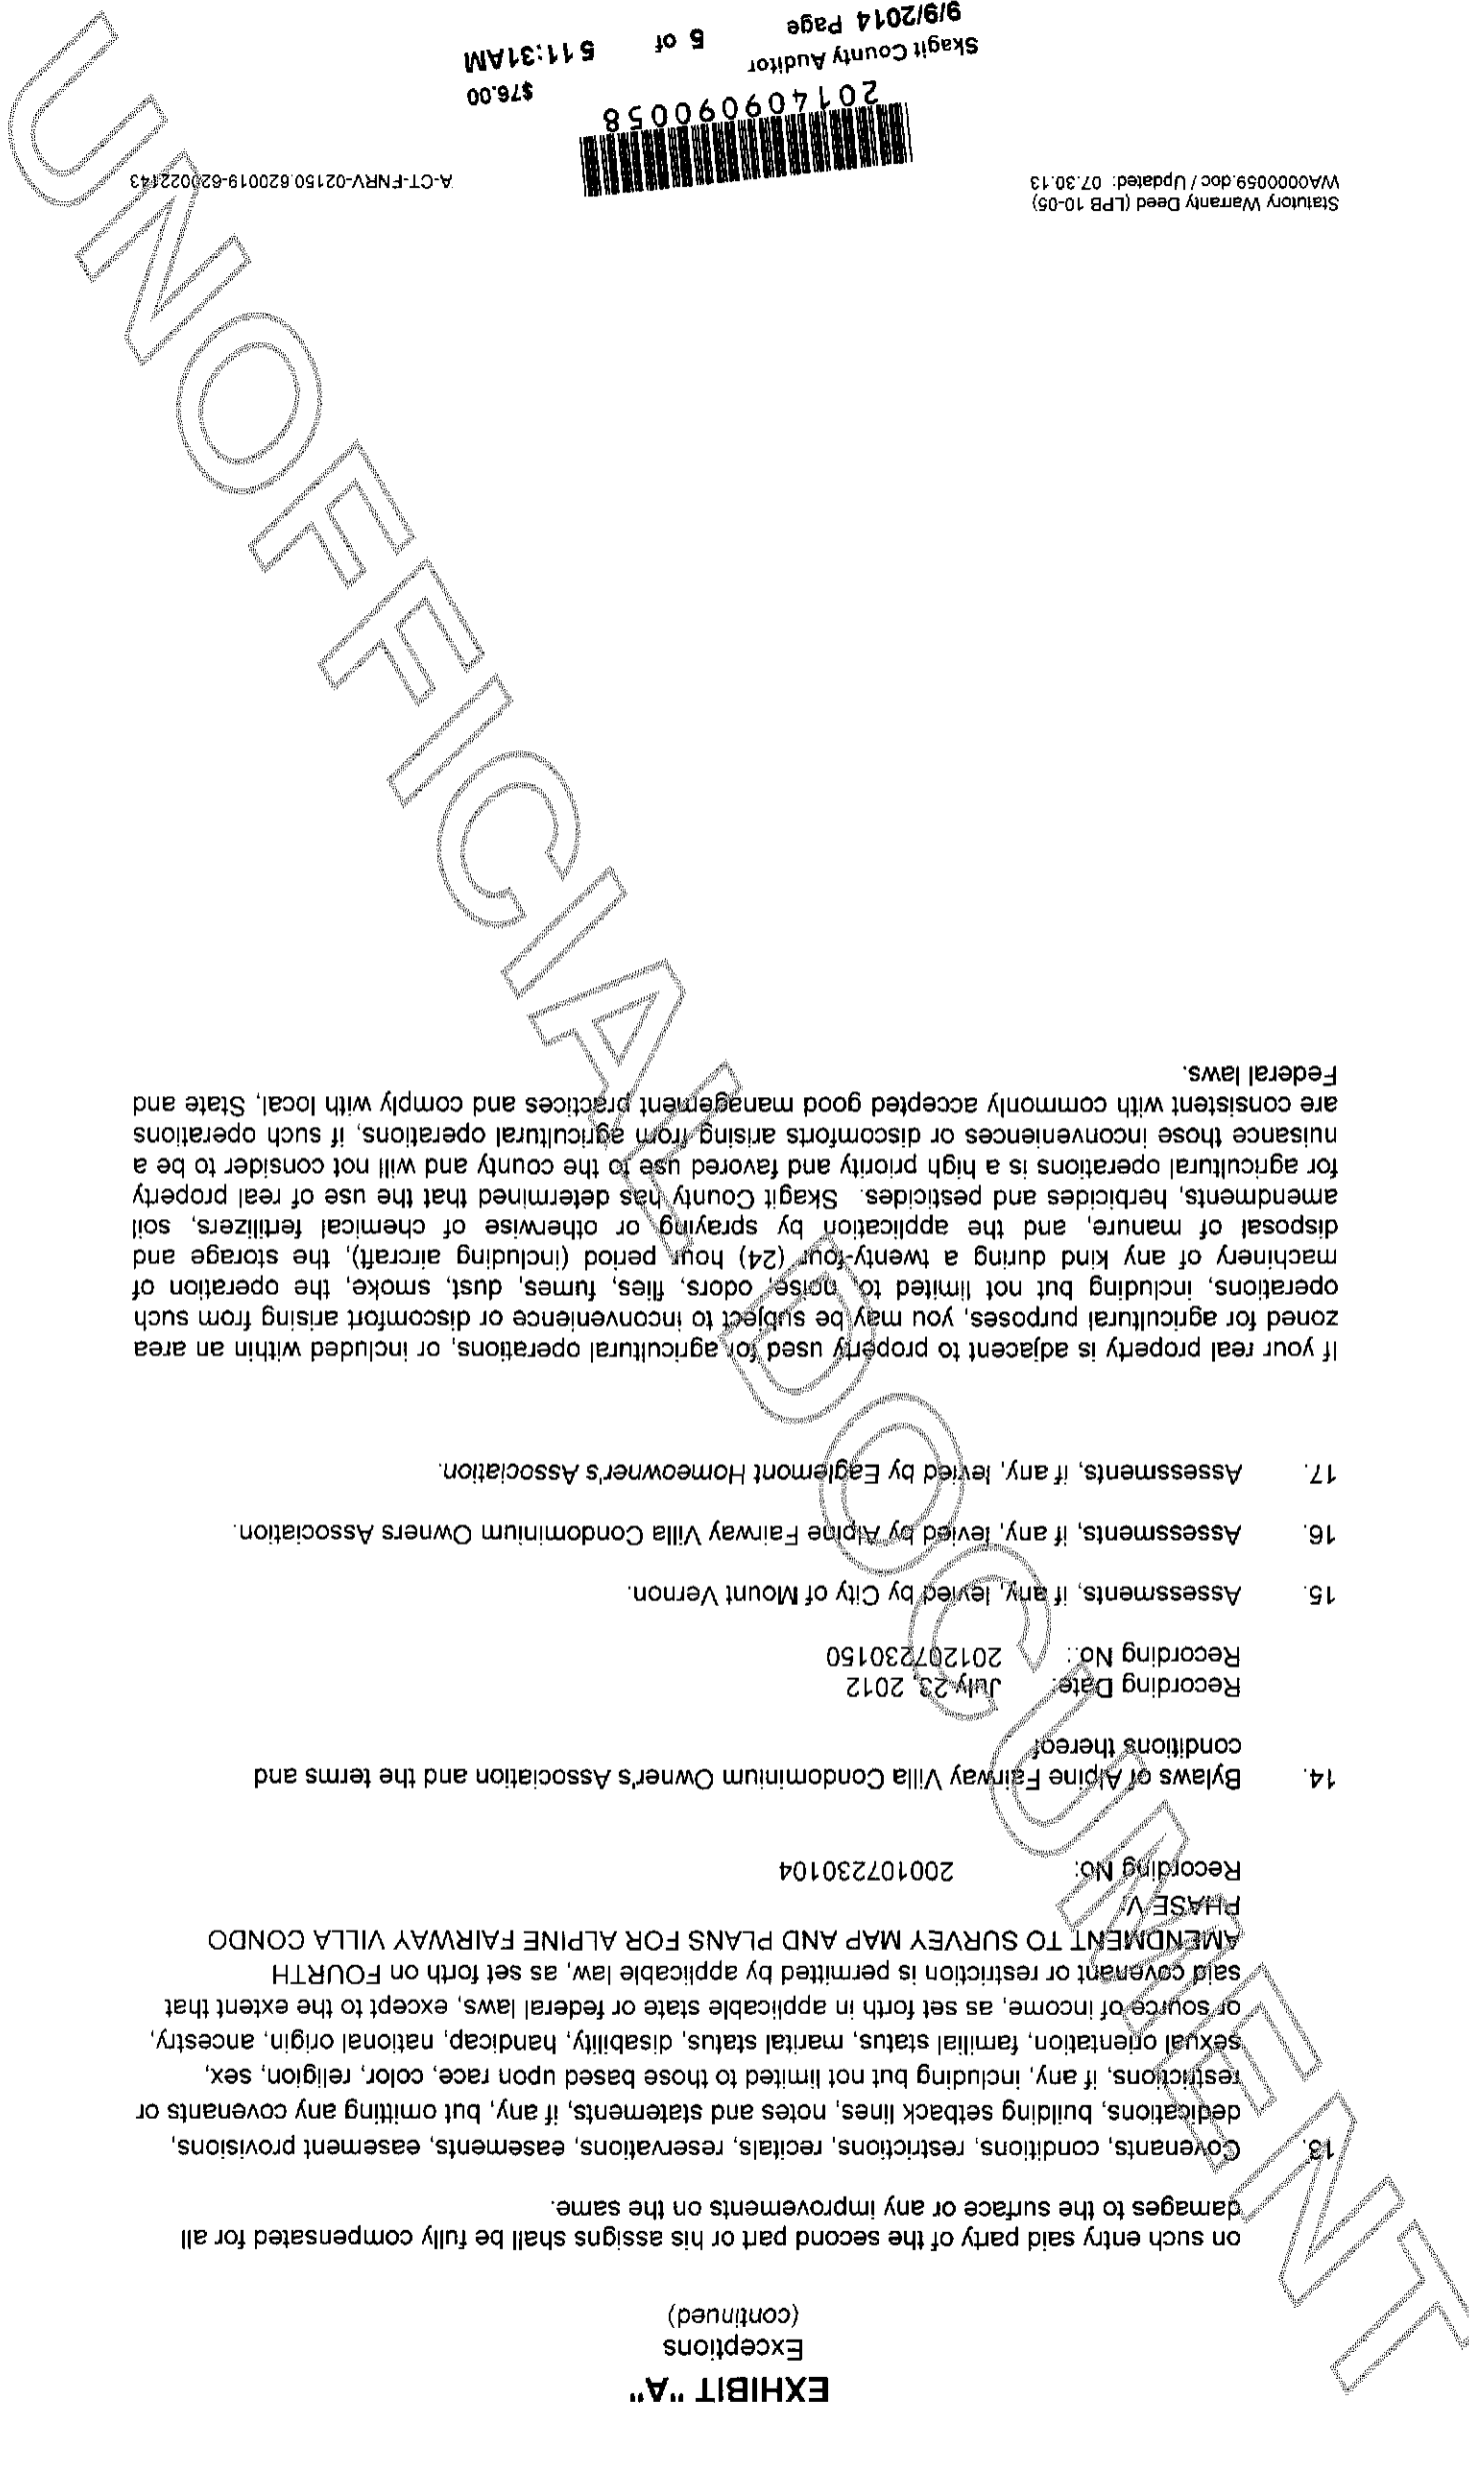 EXHIBIT "A"
Exceptions
(continued)
on such entry said party of the second part or his assigns shall be fully compensated for all
damages to the surface or any improvements on the same.
13. Covenants, conditions, restrictions, recitals, reservations, easements, easement provisions,
dedications, building setback lines, notes and statements, if any, but omitting any covenants or
restrictions, if any, including but not limited to those based upon race, color, religion, sex,
sexual orientation, familial status, marital status, disability, handicap, national origin, ancestry,
or source of income, as set forth in applicable state or federal laws, except to the extent that
said covenant or restriction is permitted by applicable law, as set forth on FOURTH
AMENDMENT TO SURVEY MAP AND PLANS FOR ALPINE FAIRWAY VILLA CONDO
PHASE V:
Recording No: 200107230104
14. Bylaws of Alpine Fairway Villa Condominium Owner's Association and the terms and
conditions thereof
Recording Date: July 23, 2012
Recording No.: 201207230150
15. Assessments, if any, levied by City of Mount Vernon.
16. Assessments, if any, levied by Alpine Fairway Villa Condominium Owners Association.
17. Assessments, if any, levied by Eaglemont Homeowner's Association.
If your real property is adjacent to property used for agricultural operations, or included within an area
zoned for agricultural purposes, you may be subject to inconvenience or discomfort arising from such
operations, including but not limited to, noise, odors, flies, fumes, dust, smoke, the operation of
machinery of any kind during a twenty-four (24) hour period (including aircraft), the storage and
disposal of manure, and the application by spraying or otherwise of chemical fertilizers, soil
amendments, herbicides and pesticides. Skagit County has determined that the use of real property
for agricultural operations is a high priority and favored use to the county and will not consider to be a
nuisance those inconveniences or discomforts arising from agricultural operations, if such operations
are consistent with commonly accepted good management practices and comply with local, State and
Federal laws.
UNOFFICIAL DOCUMENT
Statutory Warranty Deed (LPB 10-05)
WA0000059.doc / Updated: 07.30.13
A-CT-FNRV-02150.620019-620022143
201409090058
Skagit County Auditor $76.00
9/9/2014 Page 5 of 5 11:31AM